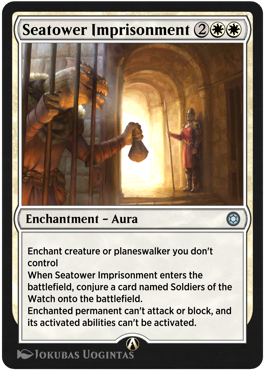 Seatower Imprisonment 2
Enchantment – Aura
Enchant creature or planeswalker you don't
control
When Seatower Imprisonment enters the
battlefield, conjure a card named Soldiers of the
Watch onto the battlefield.
Enchanted permanent can't attack or block, and
its activated abilities can't be activated.
Jokubas Uogintas